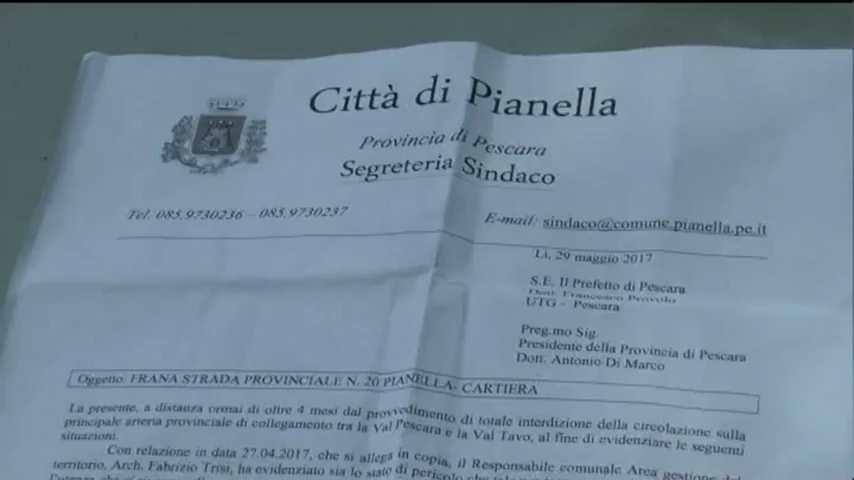 Città di Pianella
Provincia di Pescara
Segreteria Sindaco
Tel. 085.9730236 – 085.9730237
E-mail: sindaco@comune.pianella.pe.it
Lì, 29 maggio 2017
S.E. Il Prefetto di Pescara
Dott. Francesco Provolo
UTG - Pescara
Preg.mo Sig.
Presidente della Provincia di Pescara
Dott. Antonio Di Marco
Oggetto: FRANA STRADA PROVINCIALE N. 20 PIANELLA- CARTIERA
La presente, a distanza ormai di oltre 4 mesi dal provvedimento di totale interdizione della circolazione sulla
principale arteria provinciale di collegamento tra la Val Pescara e la Val Tavo, al fine di evidenziare le seguenti
situazioni.
Con relazione in data 27.04.2017, che si allega in copia, il Responsabile comunale Area gestione del
territorio, Arch. Fabrizio Trisi, ha evidenziato sia lo stato di pericolo che